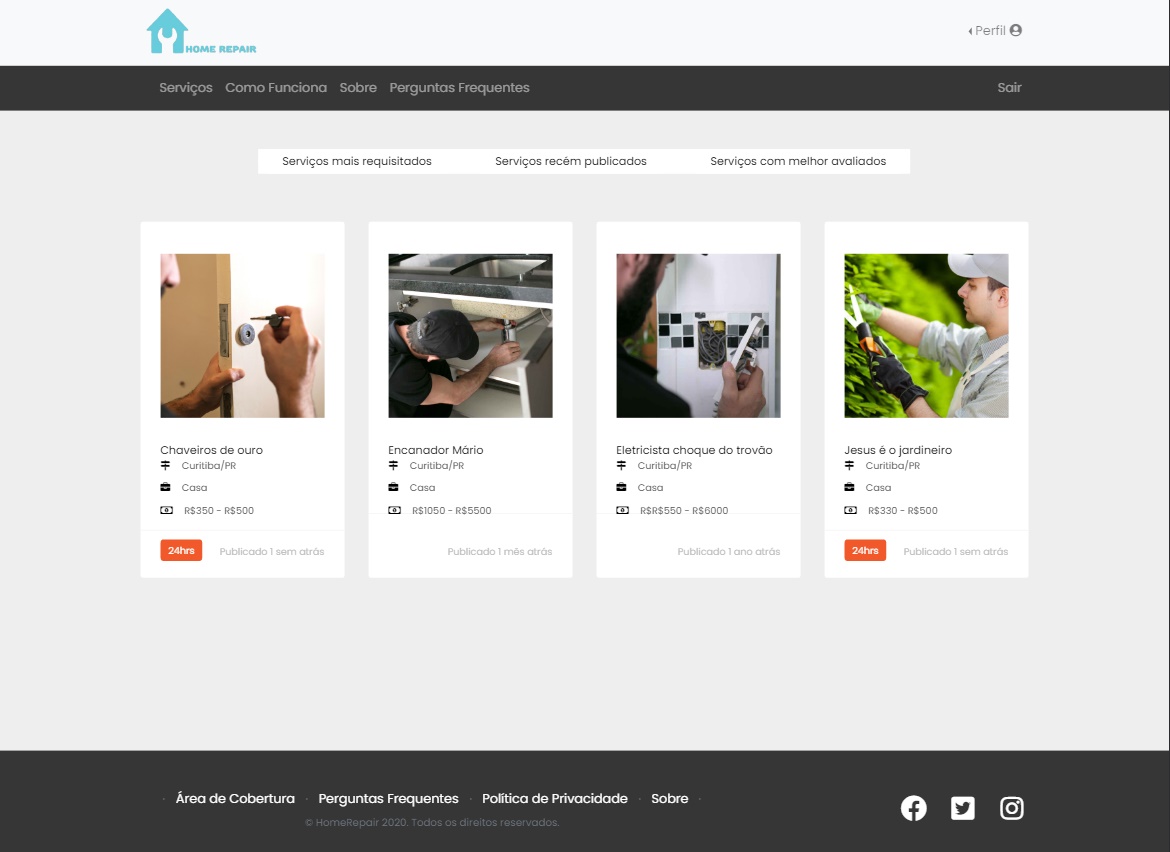 HOME REPAIR
Perfil
Serviços Como Funciona Sobre Perguntas Frequentes Sair
Serviços mais requisitados Serviços recém publicados Serviços com melhor avaliados
Chaveiros de ouro
Curitiba/PR
Casa
R$350 - R$500
24hrs Publicado 1 sem atrás
Encanador Mário
Curitiba/PR
Casa
R$1050 - R$5500
Publicado 1 mês atrás
Eletricista choque do trovão
Curitiba/PR
Casa
R$R$550 - R$6000
Publicado 1 ano atrás
Jesus é o jardineiro
Curitiba/PR
Casa
R$330 - R$500
24hrs Publicado 1 sem atrás
· Área de Cobertura · Perguntas Frequentes · Política de Privacidade · Sobre ·
© HomeRepair 2020. Todos os direitos reservados.